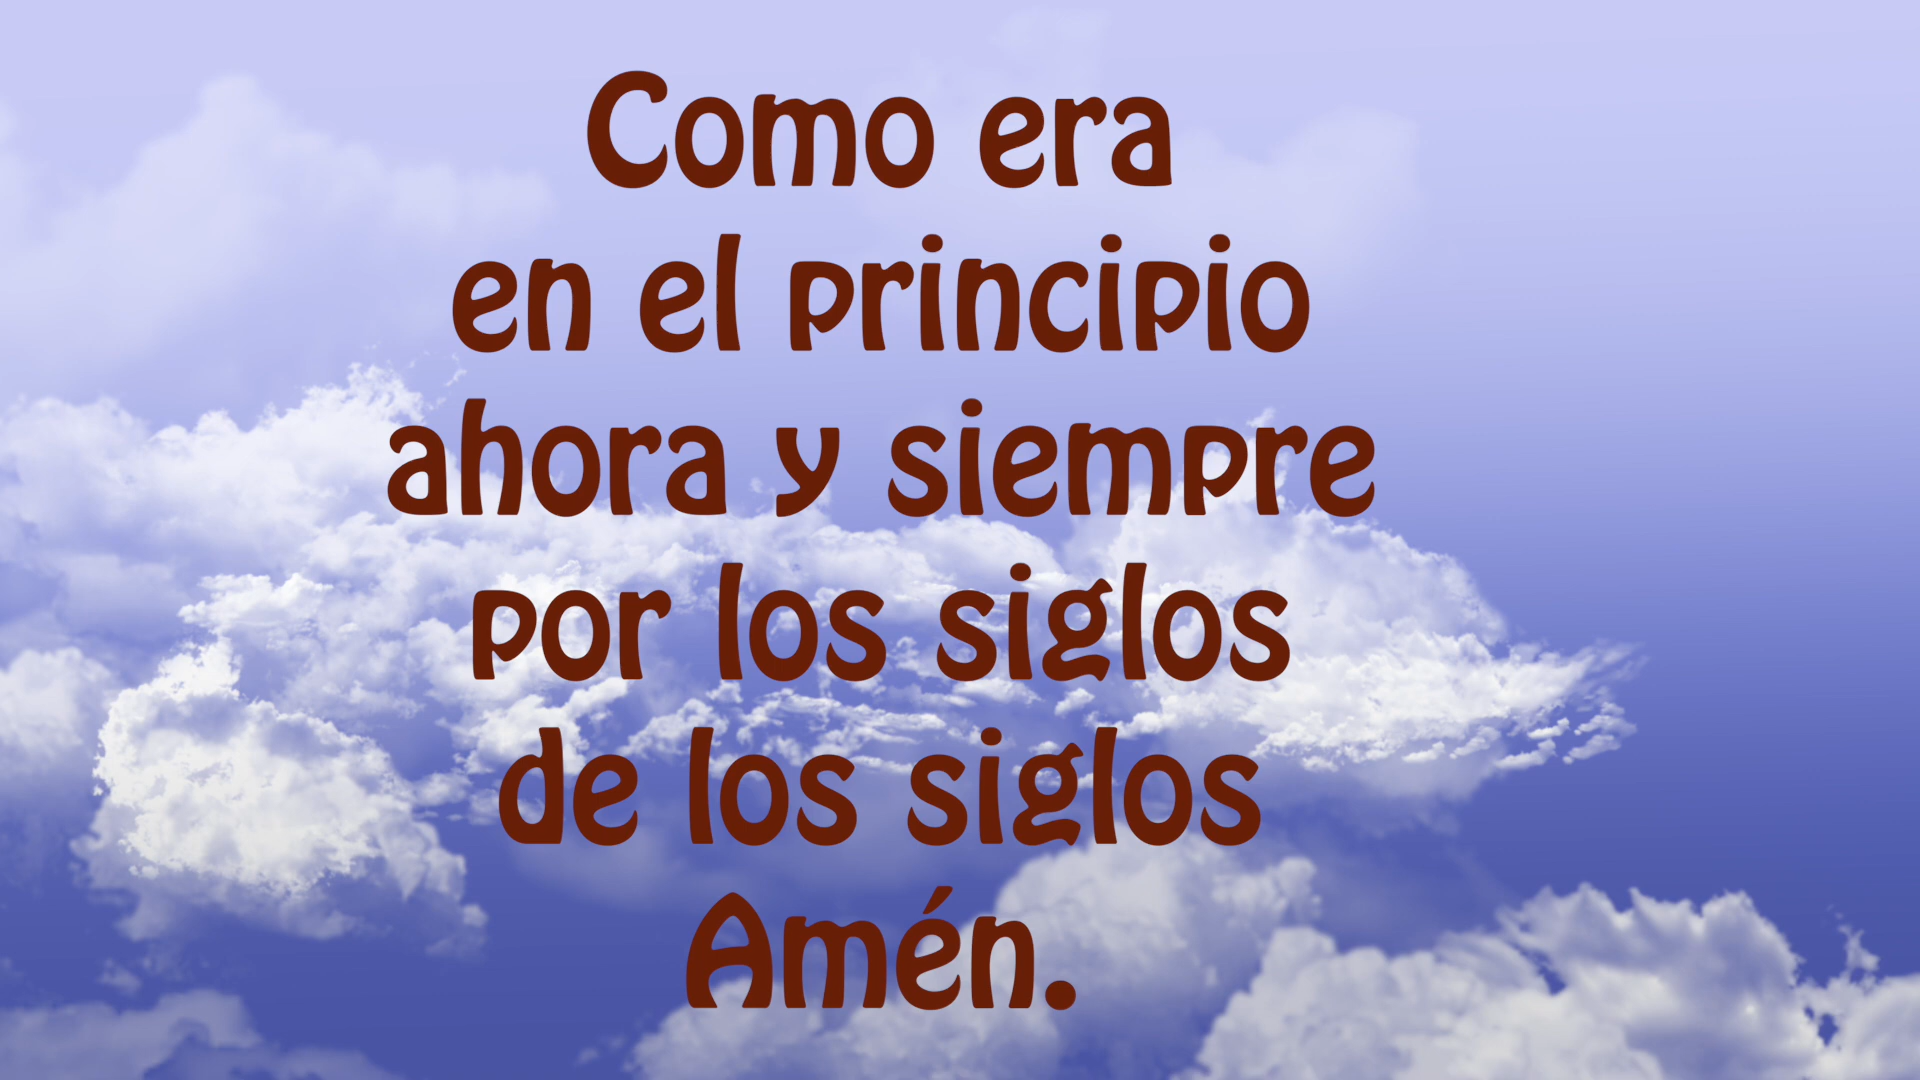 Como era
en el principio
ahora y siempre
por los siglos
de los siglos
Amén.